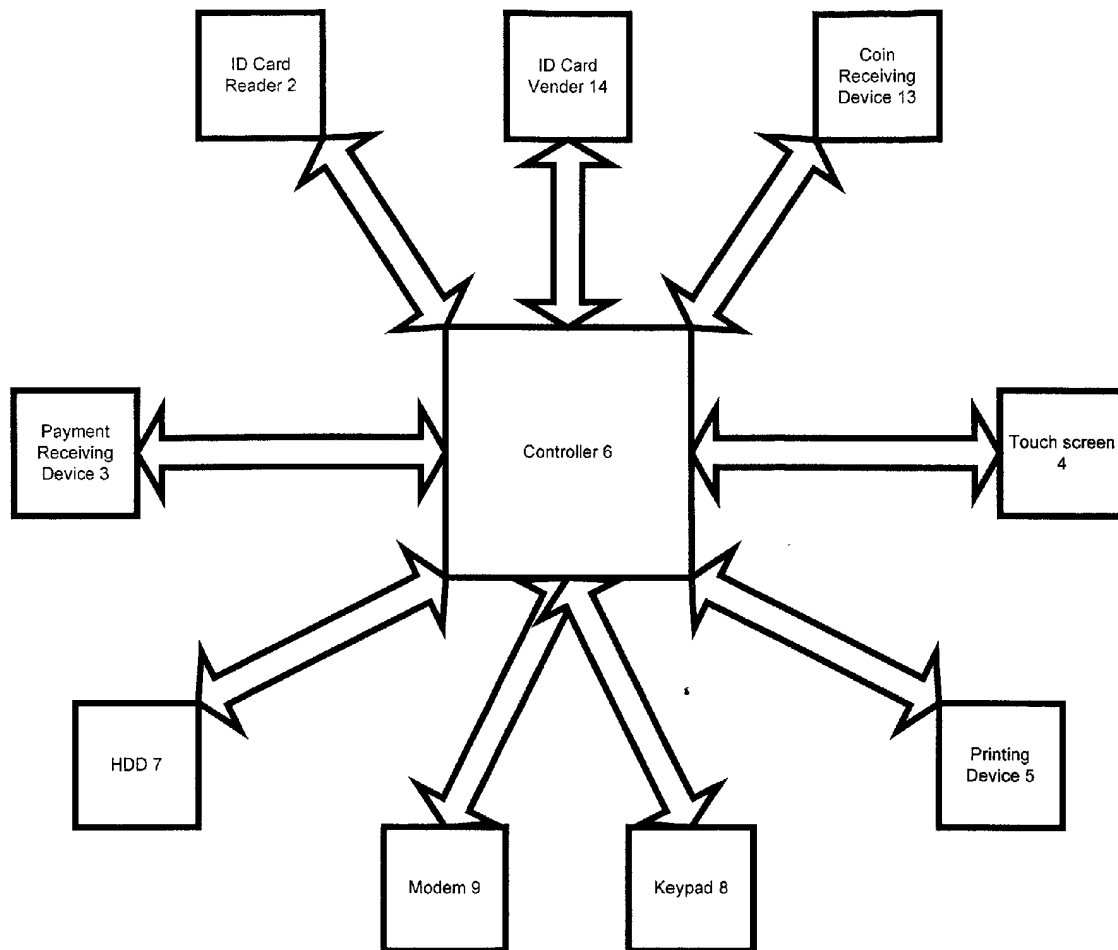 ID Card
Reader 2
ID Card
Vender 14
Coin
Receiving
Device 13
Payment
Receiving
Device 3
Controller 6
Touch screen
4
HDD 7
Printing
Device 5
Modem 9
Keypad 8